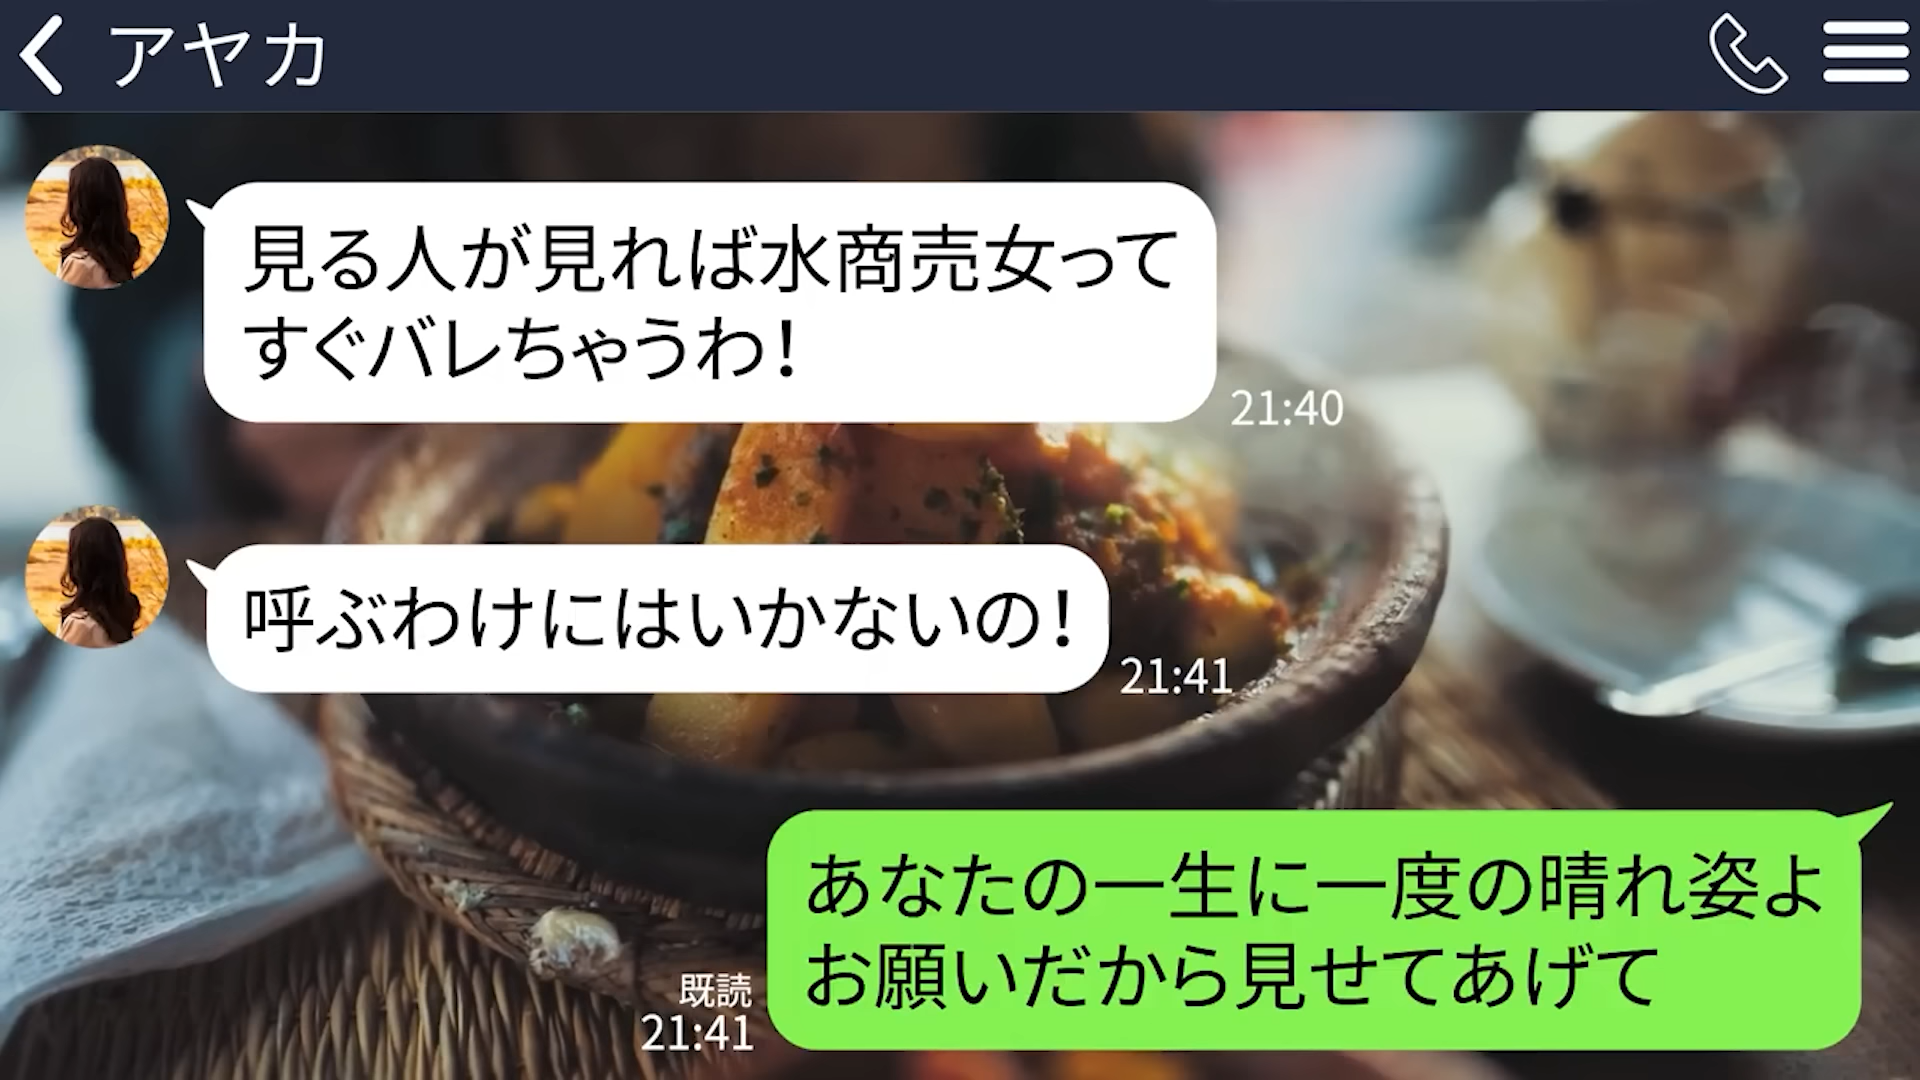 アヤカ
見る人が見れば水商売女って
すぐバレちゃうわ！
21:40
呼ぶわけにはいかないの！
21:41
あなたの一生に一度の晴れ姿よ
お願いだから見せてあげて
既読
21:41